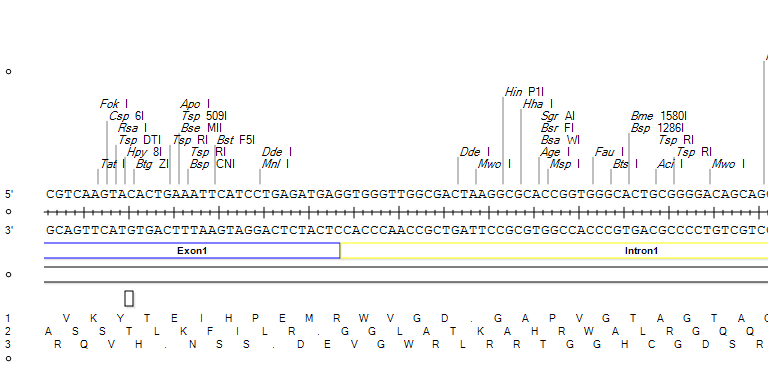 Hin P1I
Fok I Apo I Hha I
Csp 6I Tsp 509I Sgr AI Bme 1580I
Rsa I Bse MII Bsr FI Bsp 1286I
Tsp DTI Tsp RI Bst F5I Bsa WI
Hpy 8I Tsp RI Dde I Dde I Age I Fau I Tsp RI
Tat I Btg ZI Bsp CNI Mnl I Mwo I Msp I Bts I Aci I Mwo I
5' CGTCAAGTACACTGAAATTCATCCTGAGATGAGGTGGGTTGGCGACTAAGGCGCACCGGTGGGCACTGCGGGGACAGCAG
3' GCAGTTCATGTGACTTTAAGTAGGACTCTACTCCACCCAACCGCTGATTCCGCGTGGCCACCCGTGACGCCCCTGTCGTC
Exon1 Intron1
1 V K Y T E I H P E M R W V G D . G A P V G T A G T A
2 A S S T L K F I L R . G G L A T K A H R W A L R G Q Q
3 R Q V H . N S S . D E V G W R L R R T G G H C G D S R